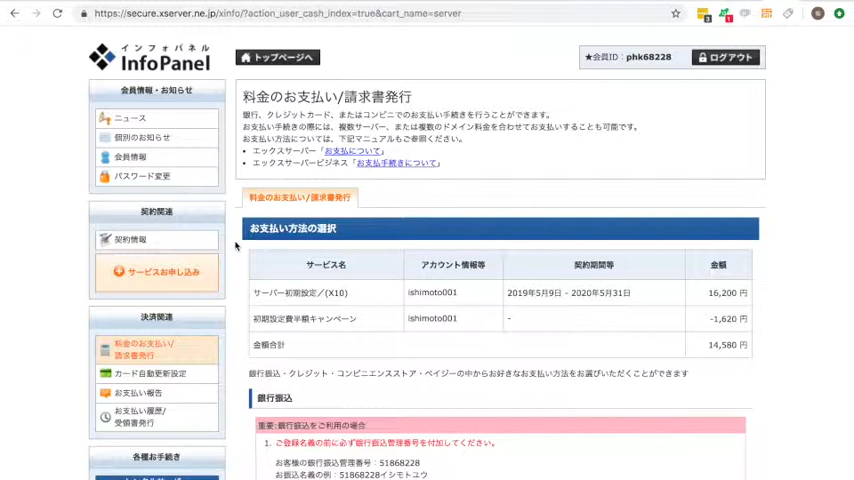 https://secure.xserver.ne.jp/xinfo/?action_user_cash_index=true&cart_name=server
3
1
インフォパネル
InfoPanel
トップページへ
★会員ID：phk68228
ログアウト
会員情報・お知らせ
ニュース
個別のお知らせ
会員情報
パスワード変更
契約関連
契約情報
サービスお申し込み
決済関連
料金のお支払い/
請求書発行
カード自動更新設定
お支払い報告
お支払い履歴/
受領書発行
各種お手続き
料金のお支払い/請求書発行
銀行、クレジットカード、またはコンビニでのお支払い手続きを行うことができます。
お支払い手続きの際には、複数サーバー、または複数のドメイン料金を合わせてお支払いすることも可能です。
お支払い方法については、下記マニュアルもご参照ください。
• エックスサーバー「お支払について」
• エックスサーバービジネス「お支払手続きについて」
料金のお支払い/請求書発行
お支払い方法の選択
サービス名 アカウント情報等 契約期間等 金額
サーバー初期設定／(X10) ishimoto001 2019年5月9日 - 2020年5月31日 16,200 円
初期設定費半額キャンペーン ishimoto001 - -1,620 円
金額合計 14,580 円
銀行振込・クレジット・コンビニエンスストア・ペイジーの中からお好きなお支払い方法をお選びいただくことができます
銀行振込
重要:銀行振込をご利用の場合
1. ご登録名義の前に必ず銀行振込管理番号を付加してください。
お客様の銀行振込管理番号：51868228
お振込名義の例：51868228イシモトユウ